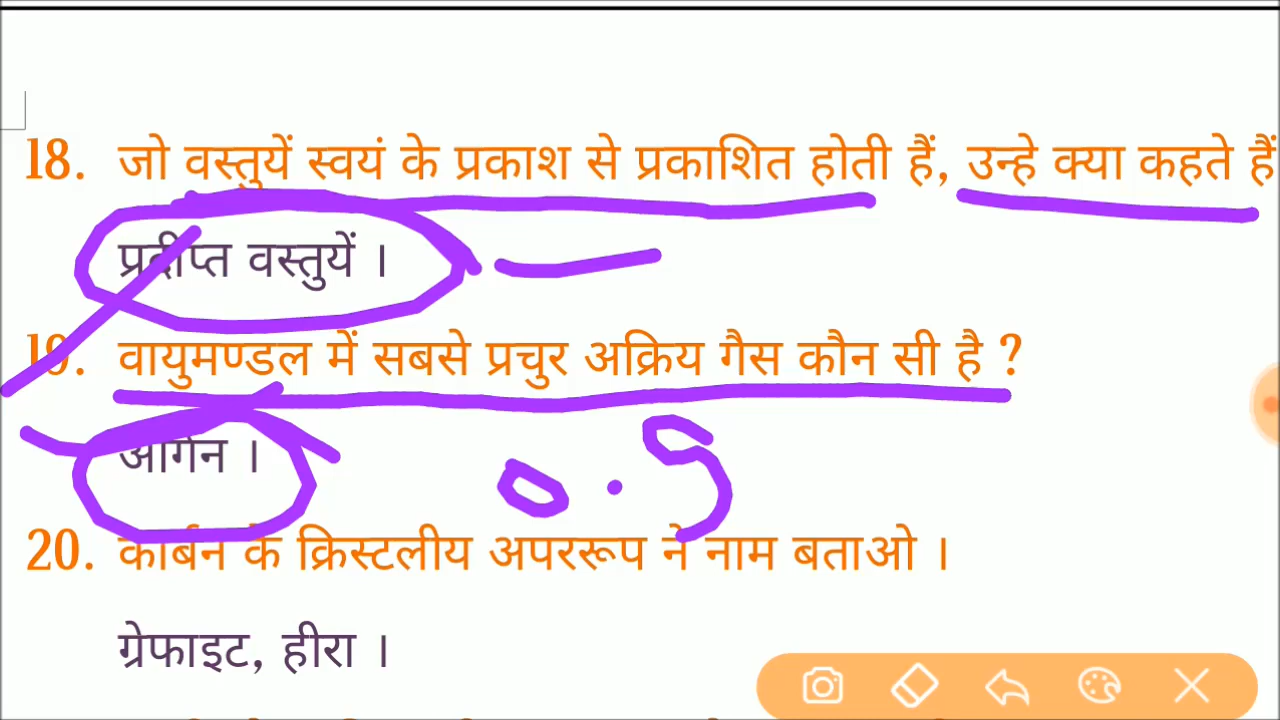 18. जो वस्तुयें स्वयं के प्रकाश से प्रकाशित होती हैं, उन्हे क्या कहते हैं
प्रदीप्त वस्तुयें ।
19. वायुमण्डल में सबसे प्रचुर अक्रिय गैस कौन सी है ?
आर्गन ।
0.9
20. कार्बन के क्रिस्टलीय अपररूप ने नाम बताओ ।
ग्रेफाइट, हीरा ।